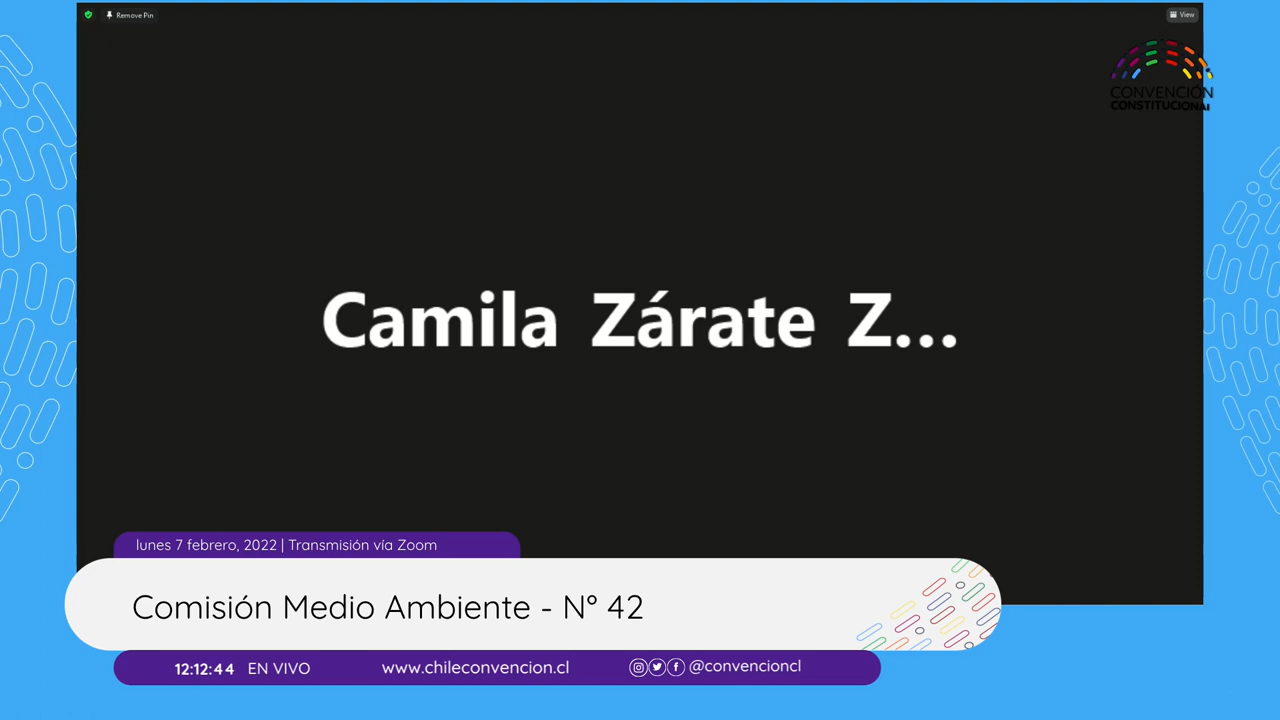 Remove Pin
View
CONVENCIÓN
CONSTITUCIONAL
Camila Zárate Z...
lunes 7 febrero, 2022 | Transmisión vía Zoom
Comisión Medio Ambiente - N° 42
12:12:44 EN VIVO www.chileconvencion.cl @convencioncl